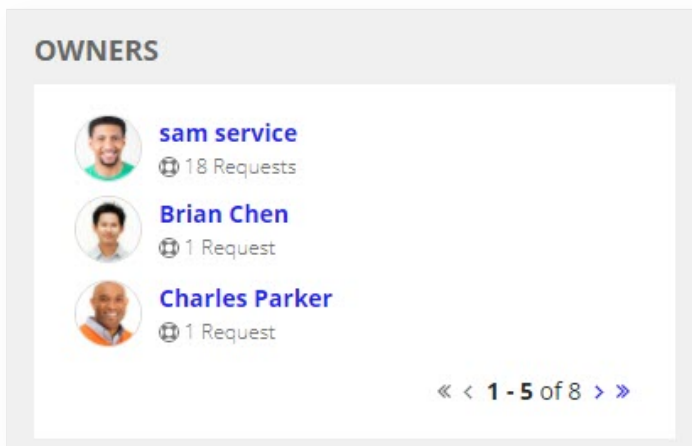 OWNERS
sam service
18 Requests
Brian Chen
1 Request
Charles Parker
1 Request
« < 1 - 5 of 8 > »